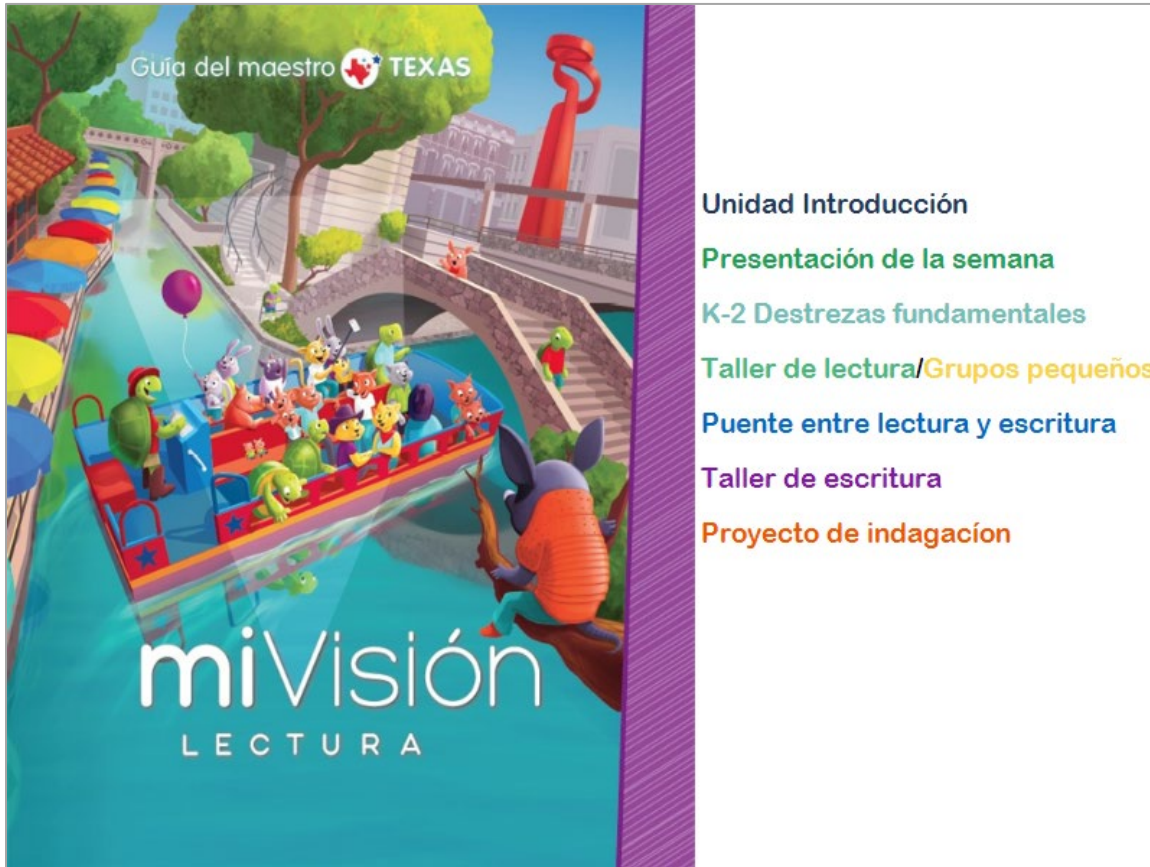 Guía del maestro TEXAS
miVisión
LECTURA
Unidad Introducción
Presentación de la semana
K-2 Destrezas fundamentales
Taller de lectura/Grupos pequeños
Puente entre lectura y escritura
Taller de escritura
Proyecto de indagacíon